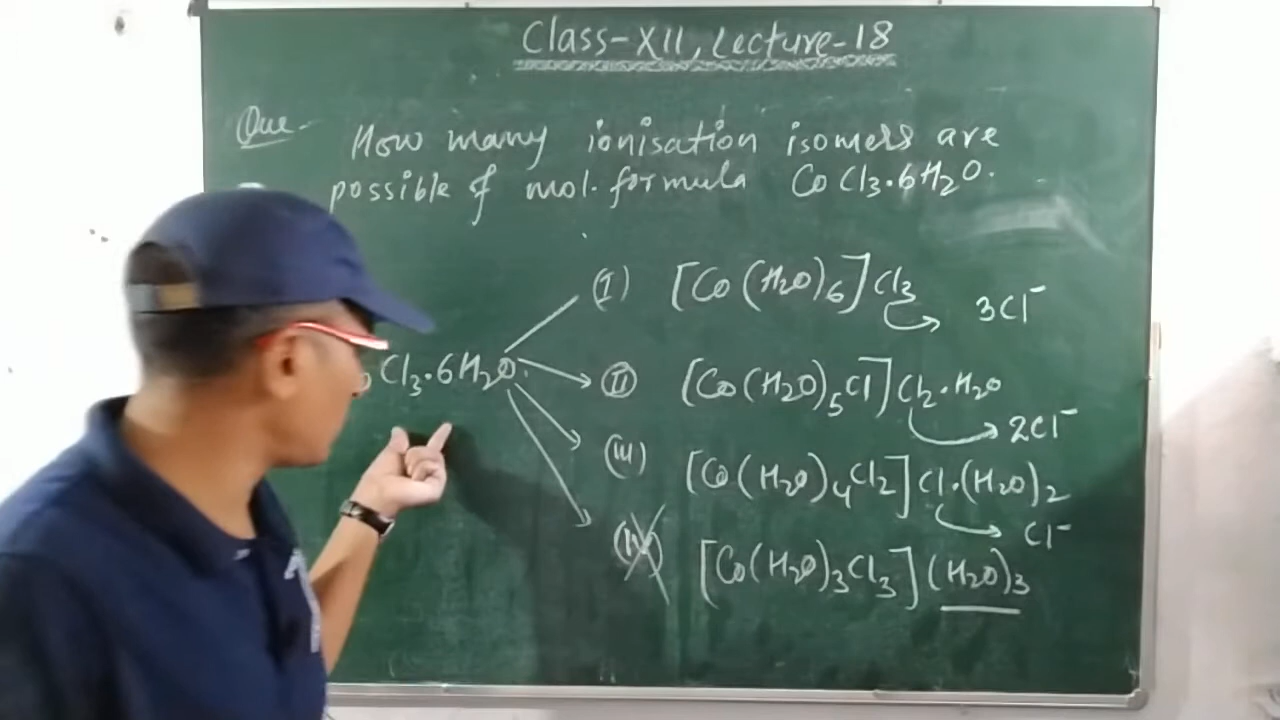 Class-XII, Lecture-18
Que- How many ionisation isomers are
possible of mol. formula CoCl3.6H2O.
Cl3.6H2O.
(I) [Co(H2O)6]Cl3
3Cl-
(II) [Co(H2O)5Cl]Cl2.H2O
2Cl-
(III) [Co(H2O)4Cl2]Cl.(H2O)2
Cl-
(IV) [Co(H2O)3Cl3](H2O)3